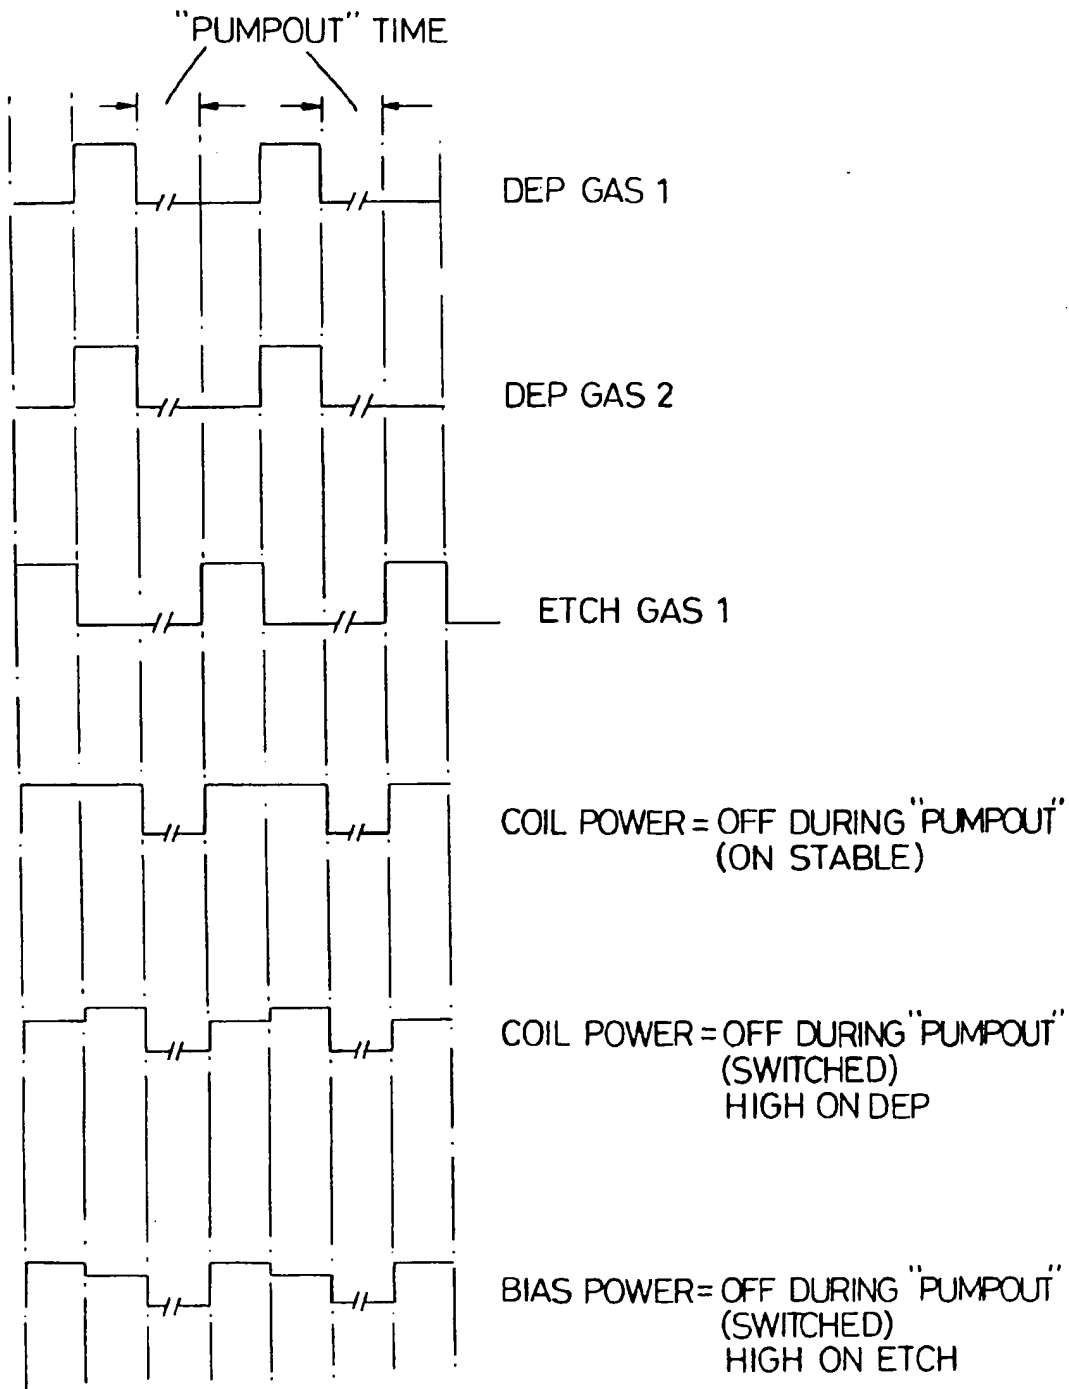 "PUMPOUT" TIME
DEP GAS 1
DEP GAS 2
ETCH GAS 1
COIL POWER = OFF DURING "PUMPOUT"
(ON STABLE)
COIL POWER = OFF DURING "PUMPOUT"
(SWITCHED)
HIGH ON DEP
BIAS POWER = OFF DURING "PUMPOUT"
(SWITCHED)
HIGH ON ETCH